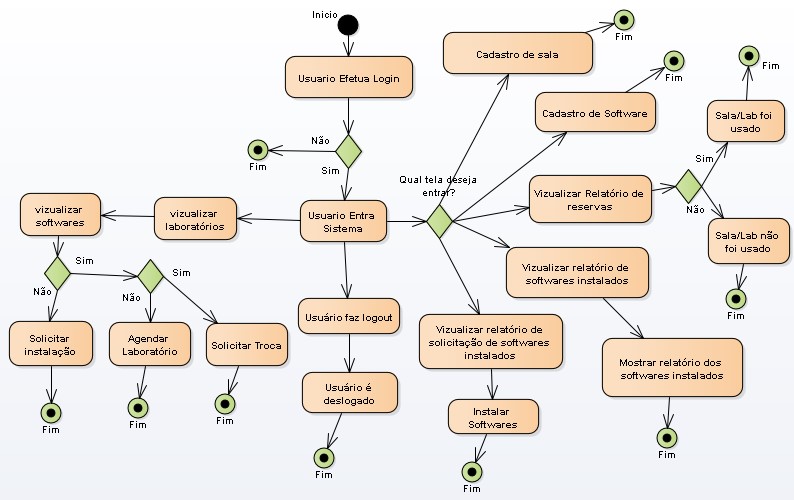 Inicio
Usuario Efetua Login
Não
Fim
Sim
Usuario Entra
Sistema
Qual tela deseja
entrar?
Cadastro de sala
Fim
Cadastro de Software
Fim
Vizualizar Relatório de
reservas
Sim
Não
Sala/Lab foi
usado
Fim
Sala/Lab não
foi usado
Fim
Vizualizar relatório de
softwares instalados
Mostrar relatório dos
softwares instalados
Fim
Vizualizar relatório de
solicitação de softwares
instalados
Instalar
Softwares
Fim
Usuário faz logout
Usuário é
deslogado
Fim
vizualizar
laboratórios
vizualizar
softwares
Sim
Não
Sim
Não
Solicitar
instalação
Fim
Agendar
Laboratório
Fim
Solicitar Troca
Fim